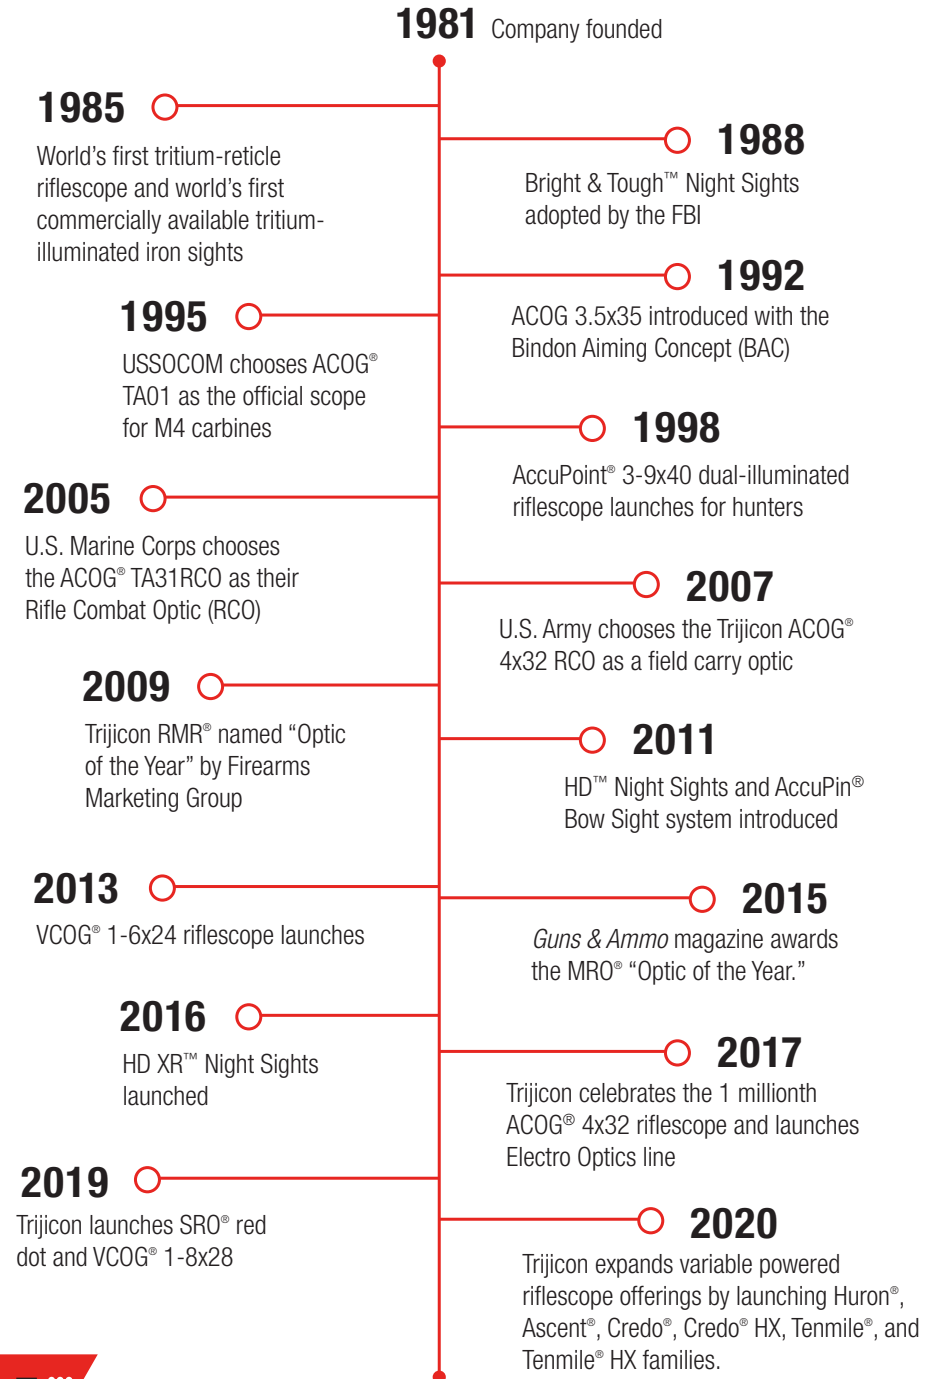 1981 Company founded
1985
World’s first tritium-reticle
riflescope and world’s first
commercially available tritium-
illuminated iron sights
1988
Bright & Tough™ Night Sights
adopted by the FBI
1992
ACOG 3.5x35 introduced with the
Bindon Aiming Concept (BAC)
1995
USSOCOM chooses ACOG®
TA01 as the official scope
for M4 carbines
1998
AccuPoint® 3-9x40 dual-illuminated
riflescope launches for hunters
2005
U.S. Marine Corps chooses
the ACOG® TA31RCO as their
Rifle Combat Optic (RCO)
2007
U.S. Army chooses the Trijicon ACOG®
4x32 RCO as a field carry optic
2009
Trijicon RMR® named “Optic
of the Year” by Firearms
Marketing Group
2011
HD™ Night Sights and AccuPin®
Bow Sight system introduced
2013
VCOG® 1-6x24 riflescope launches
2015
Guns & Ammo magazine awards
the MRO® “Optic of the Year.”
2016
HD XR™ Night Sights
launched
2017
Trijicon celebrates the 1 millionth
ACOG® 4x32 riflescope and launches
Electro Optics line
2019
Trijicon launches SRO® red
dot and VCOG® 1-8x28
2020
Trijicon expands variable powered
riflescope offerings by launching Huron®,
Ascent®, Credo®, Credo® HX, Tenmile®, and
Tenmile® HX families.